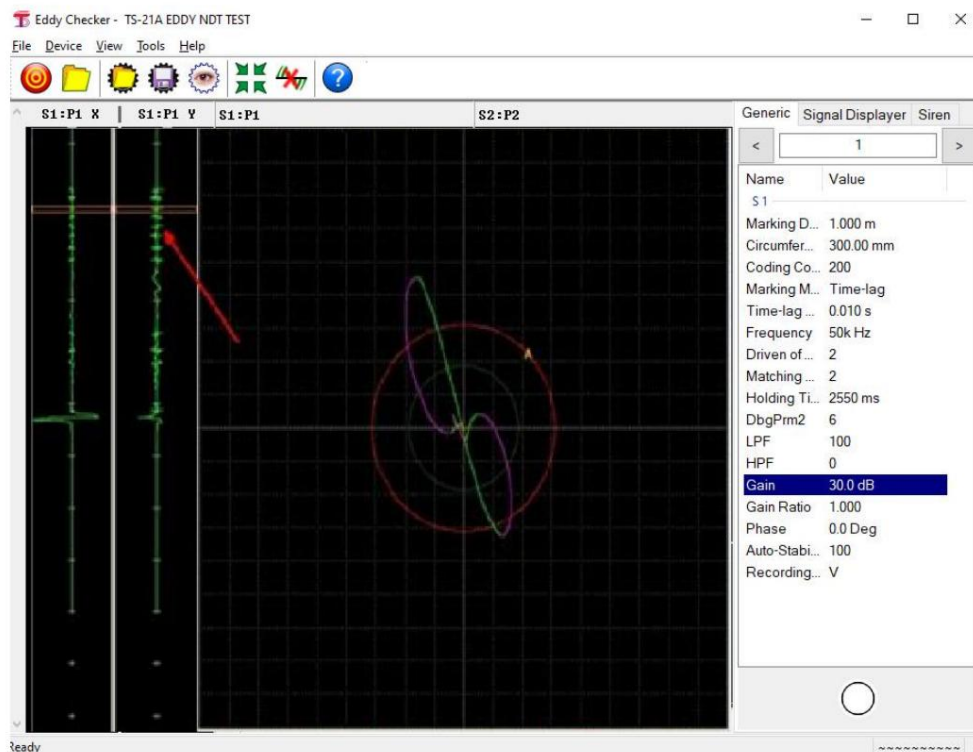 Eddy Checker - TS-21A EDDY NDT TEST
File Device View Tools Help
S1:P1 X | S1:P1 Y S1:P1 S2:P2
Generic Signal Displayer Siren
< 1 >
Name Value
S1
Marking D... 1.000 m
Circumfer... 300.00 mm
Coding Co... 200
Marking M... Time-lag
Time-lag ... 0.010 s
Frequency 50k Hz
Driven of ... 2
Matching ... 2
Holding Ti... 2550 ms
DbgPrm2 6
LPF 100
HPF 0
Gain 30.0 dB
Gain Ratio 1.000
Phase 0.0 Deg
Auto-Stabi... 100
Recording... V
A
Ready ~~~~~~~~~~